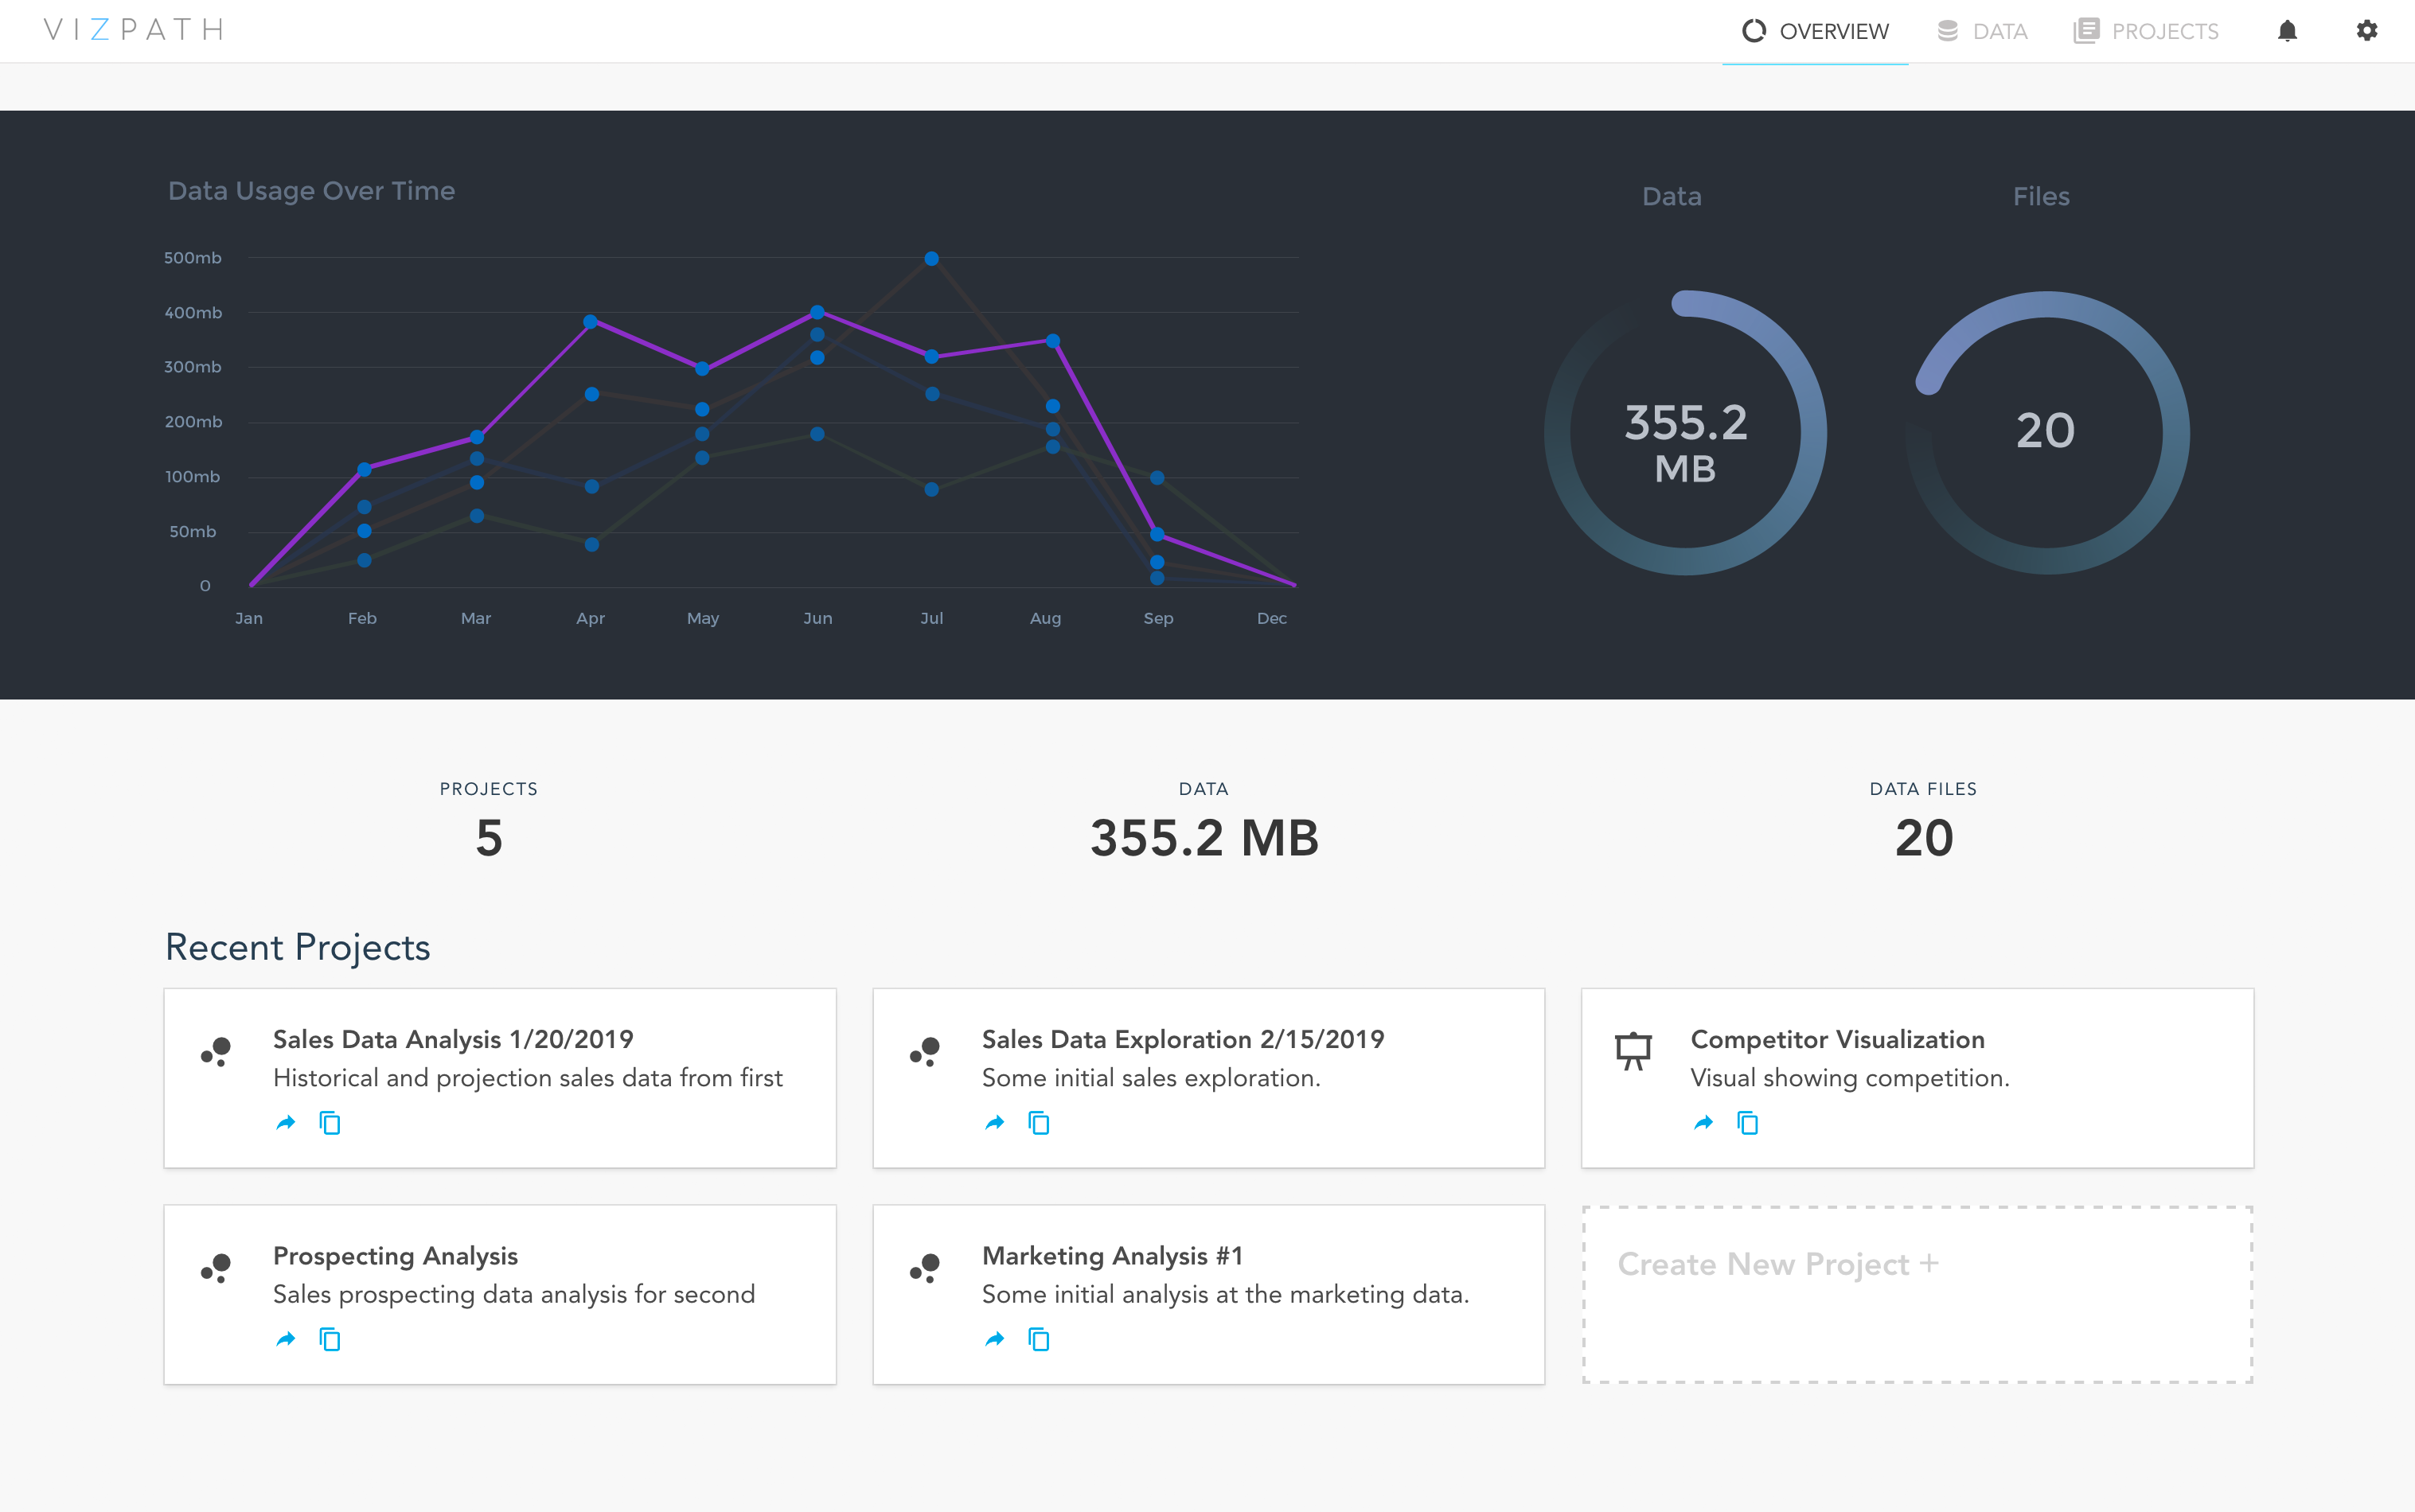 VIZPATH
OVERVIEW
DATA
PROJECTS
Data Usage Over Time
500mb
400mb
300mb
200mb
100mb
50mb
0
Jan Feb Mar Apr May Jun Jul Aug Sep Dec
Data
355.2
MB
Files
20
PROJECTS
5
DATA
355.2 MB
DATA FILES
20
Recent Projects
Sales Data Analysis 1/20/2019
Historical and projection sales data from first
Sales Data Exploration 2/15/2019
Some initial sales exploration.
Competitor Visualization
Visual showing competition.
Prospecting Analysis
Sales prospecting data analysis for second
Marketing Analysis #1
Some initial analysis at the marketing data.
Create New Project +